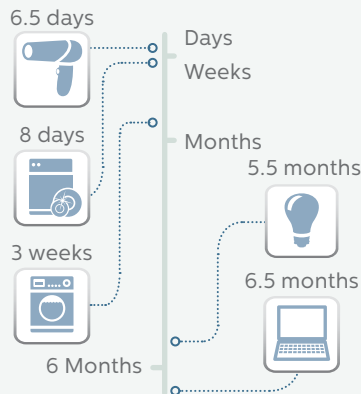 6.5 days
Days
Weeks
8 days
Months
5.5 months
3 weeks
6.5 months
6 Months